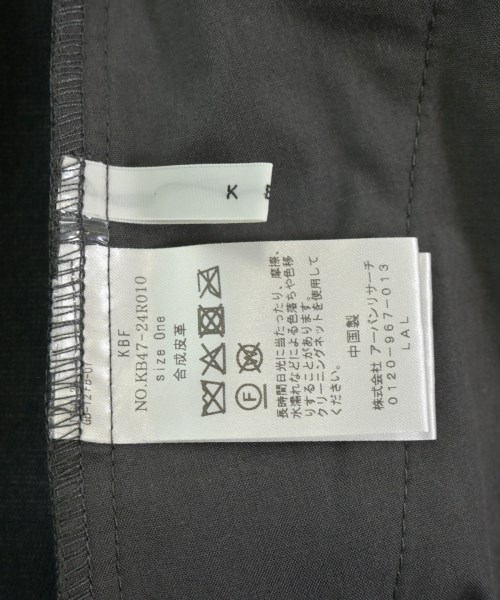 KBF
NO.KB47-24R010
size One
合成皮革
F
長時間日光に当たったり、摩擦、
水濡れなどによる色落ちや色移
りすることがあります。
クリーニングネットを使用して
ください。
中国製
株式会社 アーバンリサーチ
0120-967-013
LAL